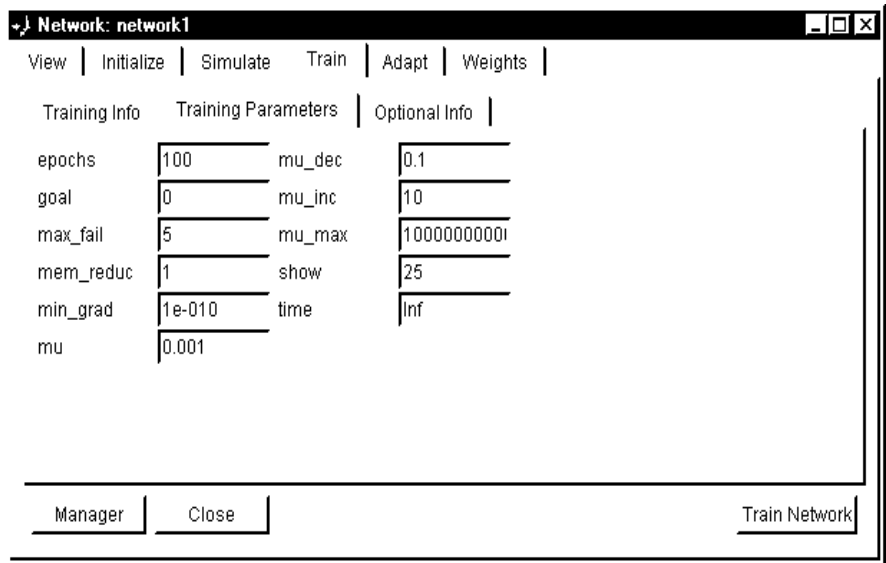 Network: network1
View Initialize Simulate Train Adapt Weights
Training Info Training Parameters Optional Info
epochs 100 mu_dec 0.1
goal 0 mu_inc 10
max_fail 5 mu_max 1000000000
mem_reduc 1 show 25
min_grad 1e-010 time Inf
mu 0.001
Manager Close Train Network